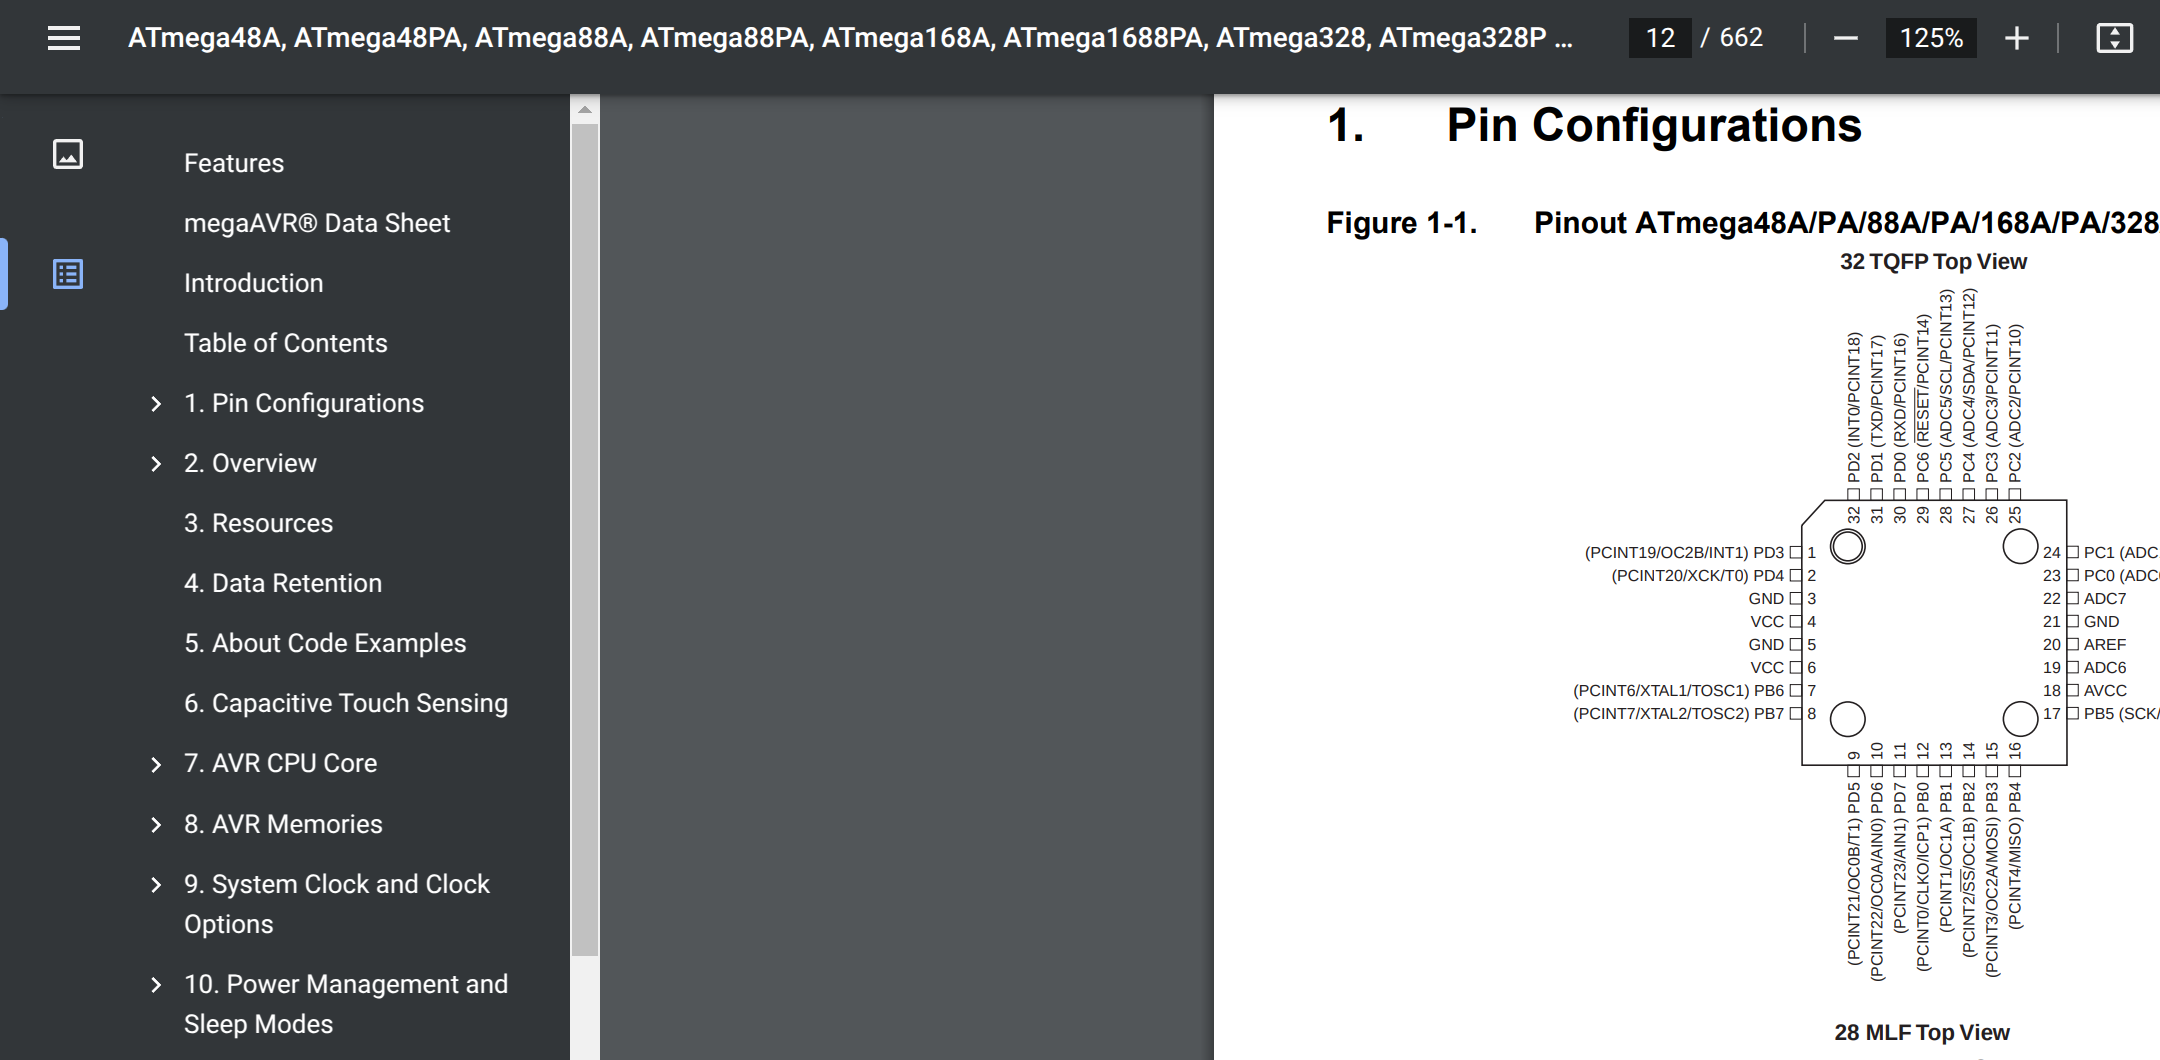 ATmega48A, ATmega48PA, ATmega88A, ATmega88PA, ATmega168A, ATmega1688PA, ATmega328, ATmega328P ...
12 / 662
125%
Features
megaAVR® Data Sheet
Introduction
Table of Contents
1. Pin Configurations
2. Overview
3. Resources
4. Data Retention
5. About Code Examples
6. Capacitive Touch Sensing
7. AVR CPU Core
8. AVR Memories
9. System Clock and Clock
Options
10. Power Management and
Sleep Modes
1. Pin Configurations
Figure 1-1. Pinout ATmega48A/PA/88A/PA/168A/PA/328
32 TQFP Top View
PD2 (INT0/PCINT18)
PD1 (TXD/PCINT17)
PD0 (RXD/PCINT16)
PC6 (RESET/PCINT14)
PC5 (ADC5/SCL/PCINT13)
PC4 (ADC4/SDA/PCINT12)
PC3 (ADC3/PCINT11)
PC2 (ADC2/PCINT10)
32
31
30
29
28
27
26
25
(PCINT19/OC2B/INT1) PD3 1
(PCINT20/XCK/T0) PD4 2
GND 3
VCC 4
GND 5
VCC 6
(PCINT6/XTAL1/TOSC1) PB6 7
(PCINT7/XTAL2/TOSC2) PB7 8
24 PC1 (ADC
23 PC0 (ADC
22 ADC7
21 GND
20 AREF
19 ADC6
18 AVCC
17 PB5 (SCK/
9
10
11
12
13
14
15
16
(PCINT21/OC0B/T1) PD5
(PCINT22/OC0A/AIN0) PD6
(PCINT23/AIN1) PD7
(PCINT0/CLKO/ICP1) PB0
(PCINT1/OC1A) PB1
(PCINT2/SS/OC1B) PB2
(PCINT3/OC2A/MOSI) PB3
(PCINT4/MISO) PB4
28 MLF Top View